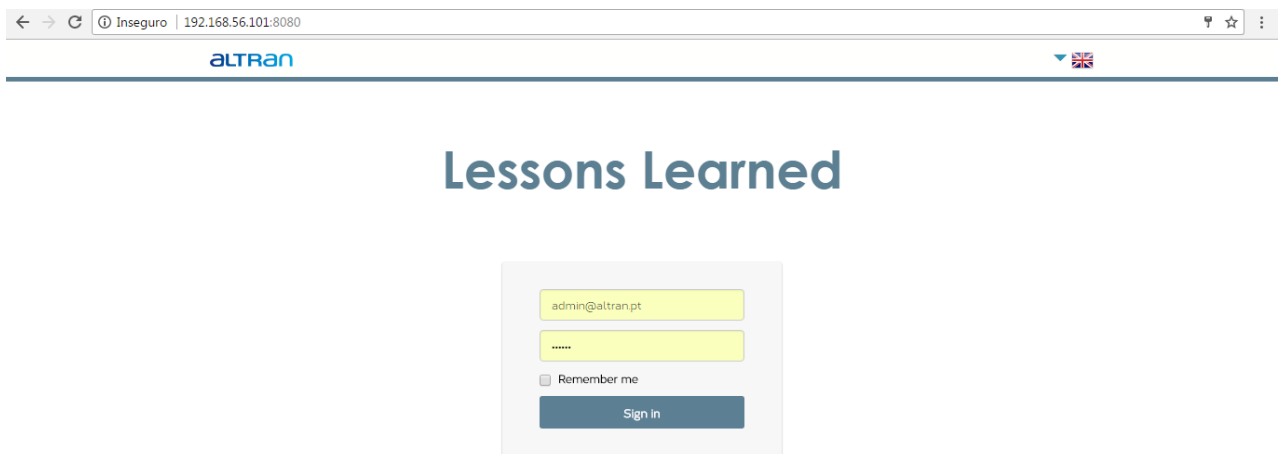 Inseguro | 192.168.56.101:8080
altran
Lessons Learned
admin@altran.pt
••••••
Remember me
Sign in